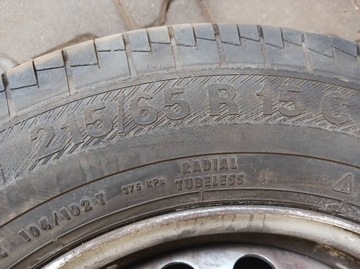 215/65 R 15 C
104/102 T
375 KPa
RADIAL
TUBELESS